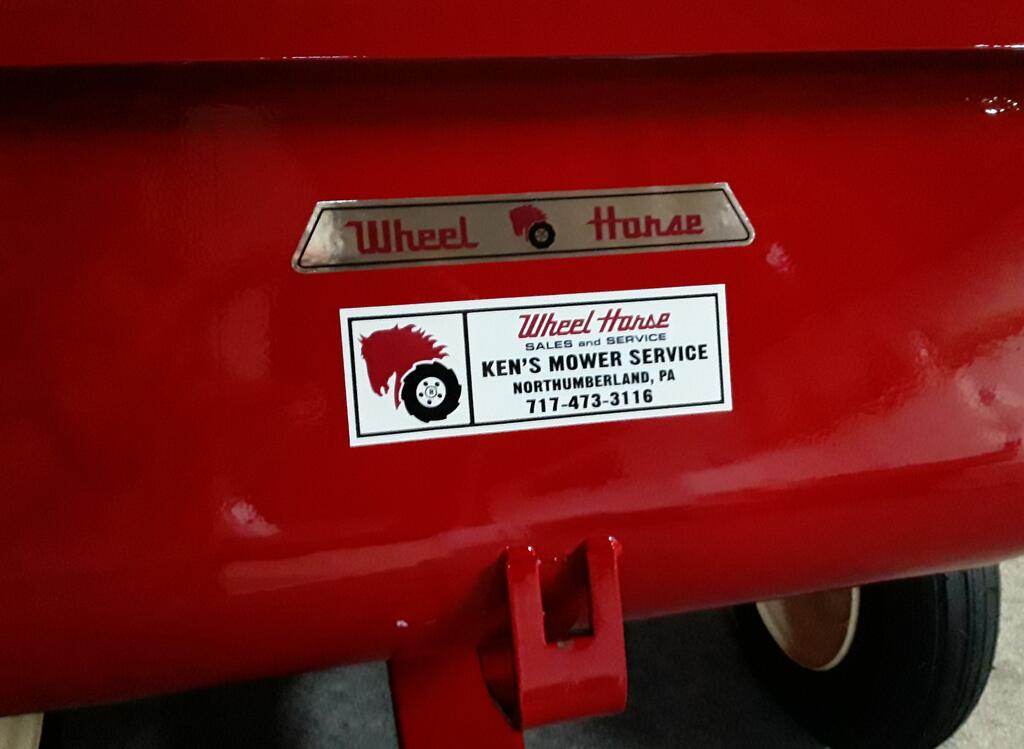 Wheel Horse
Wheel Horse
SALES and SERVICE
KEN'S MOWER SERVICE
NORTHUMBERLAND, PA
717-473-3116